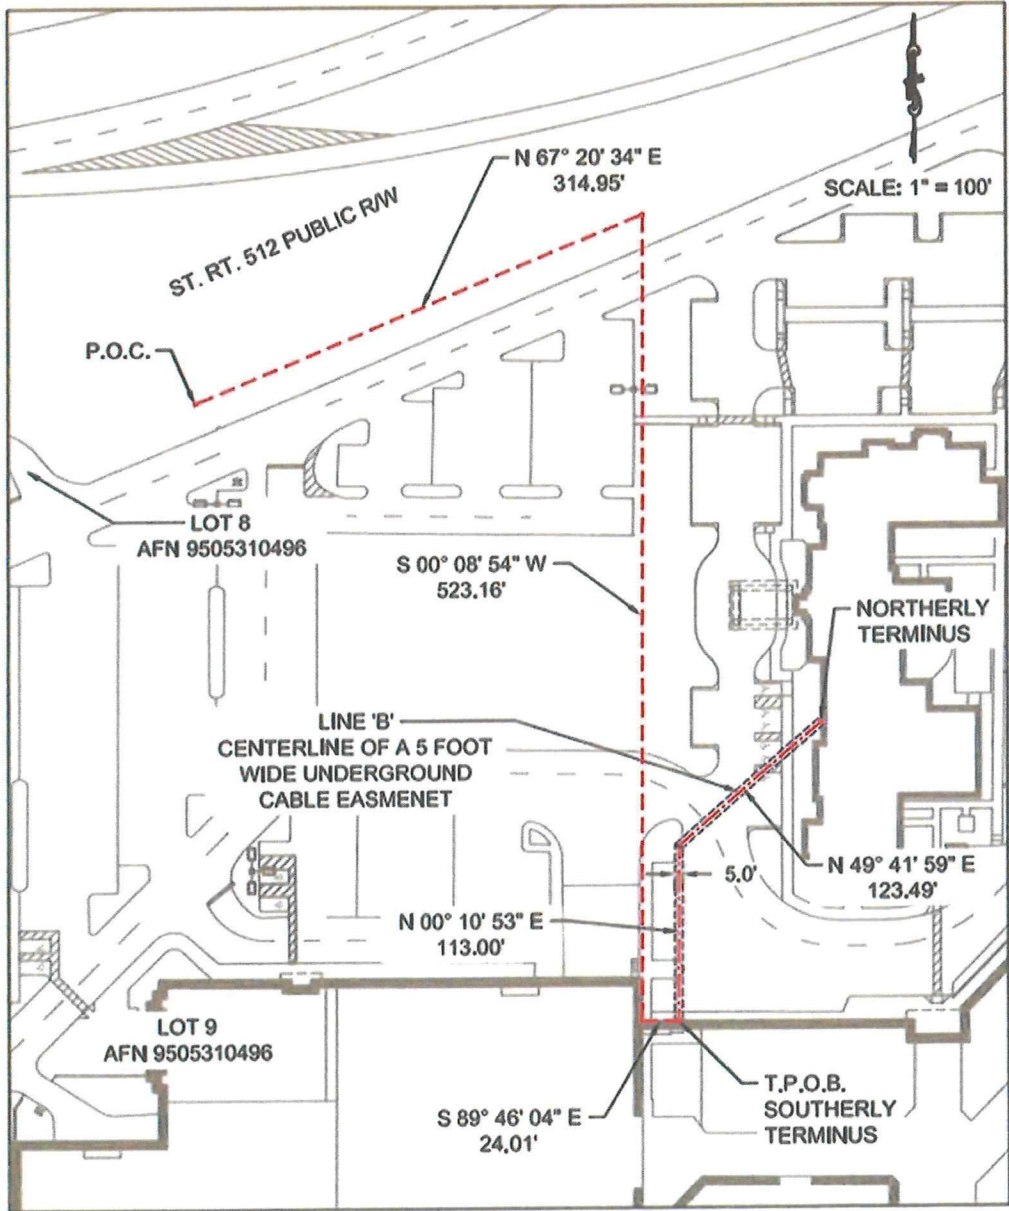 N 67° 20' 34" E
314.95'
SCALE: 1" = 100'
ST. RT. 512 PUBLIC R/W
P.O.C.
LOT 8
AFN 9505310496
S 00° 08' 54" W
523.16'
NORTHERLY
TERMINUS
LINE 'B'
CENTERLINE OF A 5 FOOT
WIDE UNDERGROUND
CABLE EASMENET
5.0'
N 49° 41' 59" E
123.49'
N 00° 10' 53" E
113.00'
LOT 9
AFN 9505310496
S 89° 46' 04" E
24.01'
T.P.O.B.
SOUTHERLY
TERMINUS